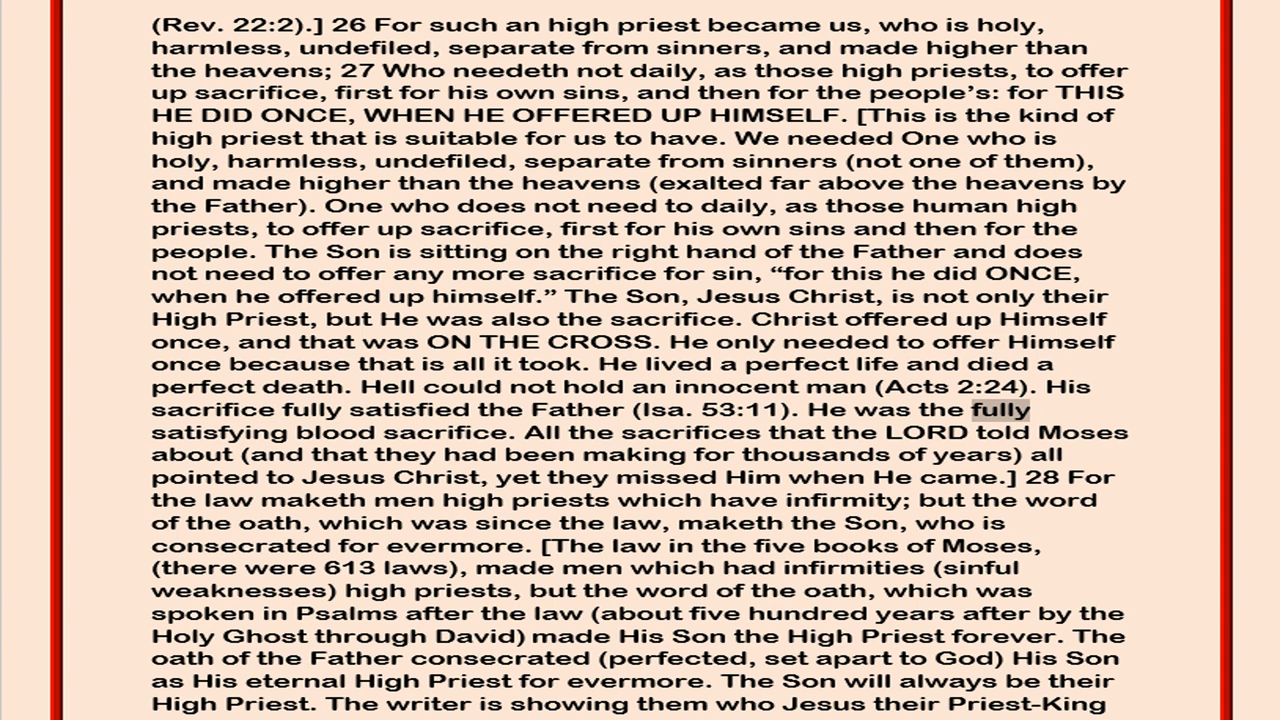 (Rev. 22:2).] 26 For such an high priest became us, who is holy,
harmless, undefiled, separate from sinners, and made higher than
the heavens; 27 Who needeth not daily, as those high priests, to offer
up sacrifice, first for his own sins, and then for the people’s: for THIS
HE DID ONCE, WHEN HE OFFERED UP HIMSELF. [This is the kind of
high priest that is suitable for us to have. We needed One who is
holy, harmless, undefiled, separate from sinners (not one of them),
and made higher than the heavens (exalted far above the heavens by
the Father). One who does not need to daily, as those human high
priests, to offer up sacrifice, first for his own sins and then for the
people. The Son is sitting on the right hand of the Father and does
not need to offer any more sacrifice for sin, “for this he did ONCE,
when he offered up himself.” The Son, Jesus Christ, is not only their
High Priest, but He was also the sacrifice. Christ offered up Himself
once, and that was ON THE CROSS. He only needed to offer Himself
once because that is all it took. He lived a perfect life and died a
perfect death. Hell could not hold an innocent man (Acts 2:24). His
sacrifice fully satisfied the Father (Isa. 53:11). He was the fully
satisfying blood sacrifice. All the sacrifices that the LORD told Moses
about (and that they had been making for thousands of years) all
pointed to Jesus Christ, yet they missed Him when He came.] 28 For
the law maketh men high priests which have infirmity; but the word
of the oath, which was since the law, maketh the Son, who is
consecrated for evermore. [The law in the five books of Moses,
(there were 613 laws), made men which had infirmities (sinful
weaknesses) high priests, but the word of the oath, which was
spoken in Psalms after the law (about five hundred years after by the
Holy Ghost through David) made His Son the High Priest forever. The
oath of the Father consecrated (perfected, set apart to God) His Son
as His eternal High Priest for evermore. The Son will always be their
High Priest. The writer is showing them who Jesus their Priest-King